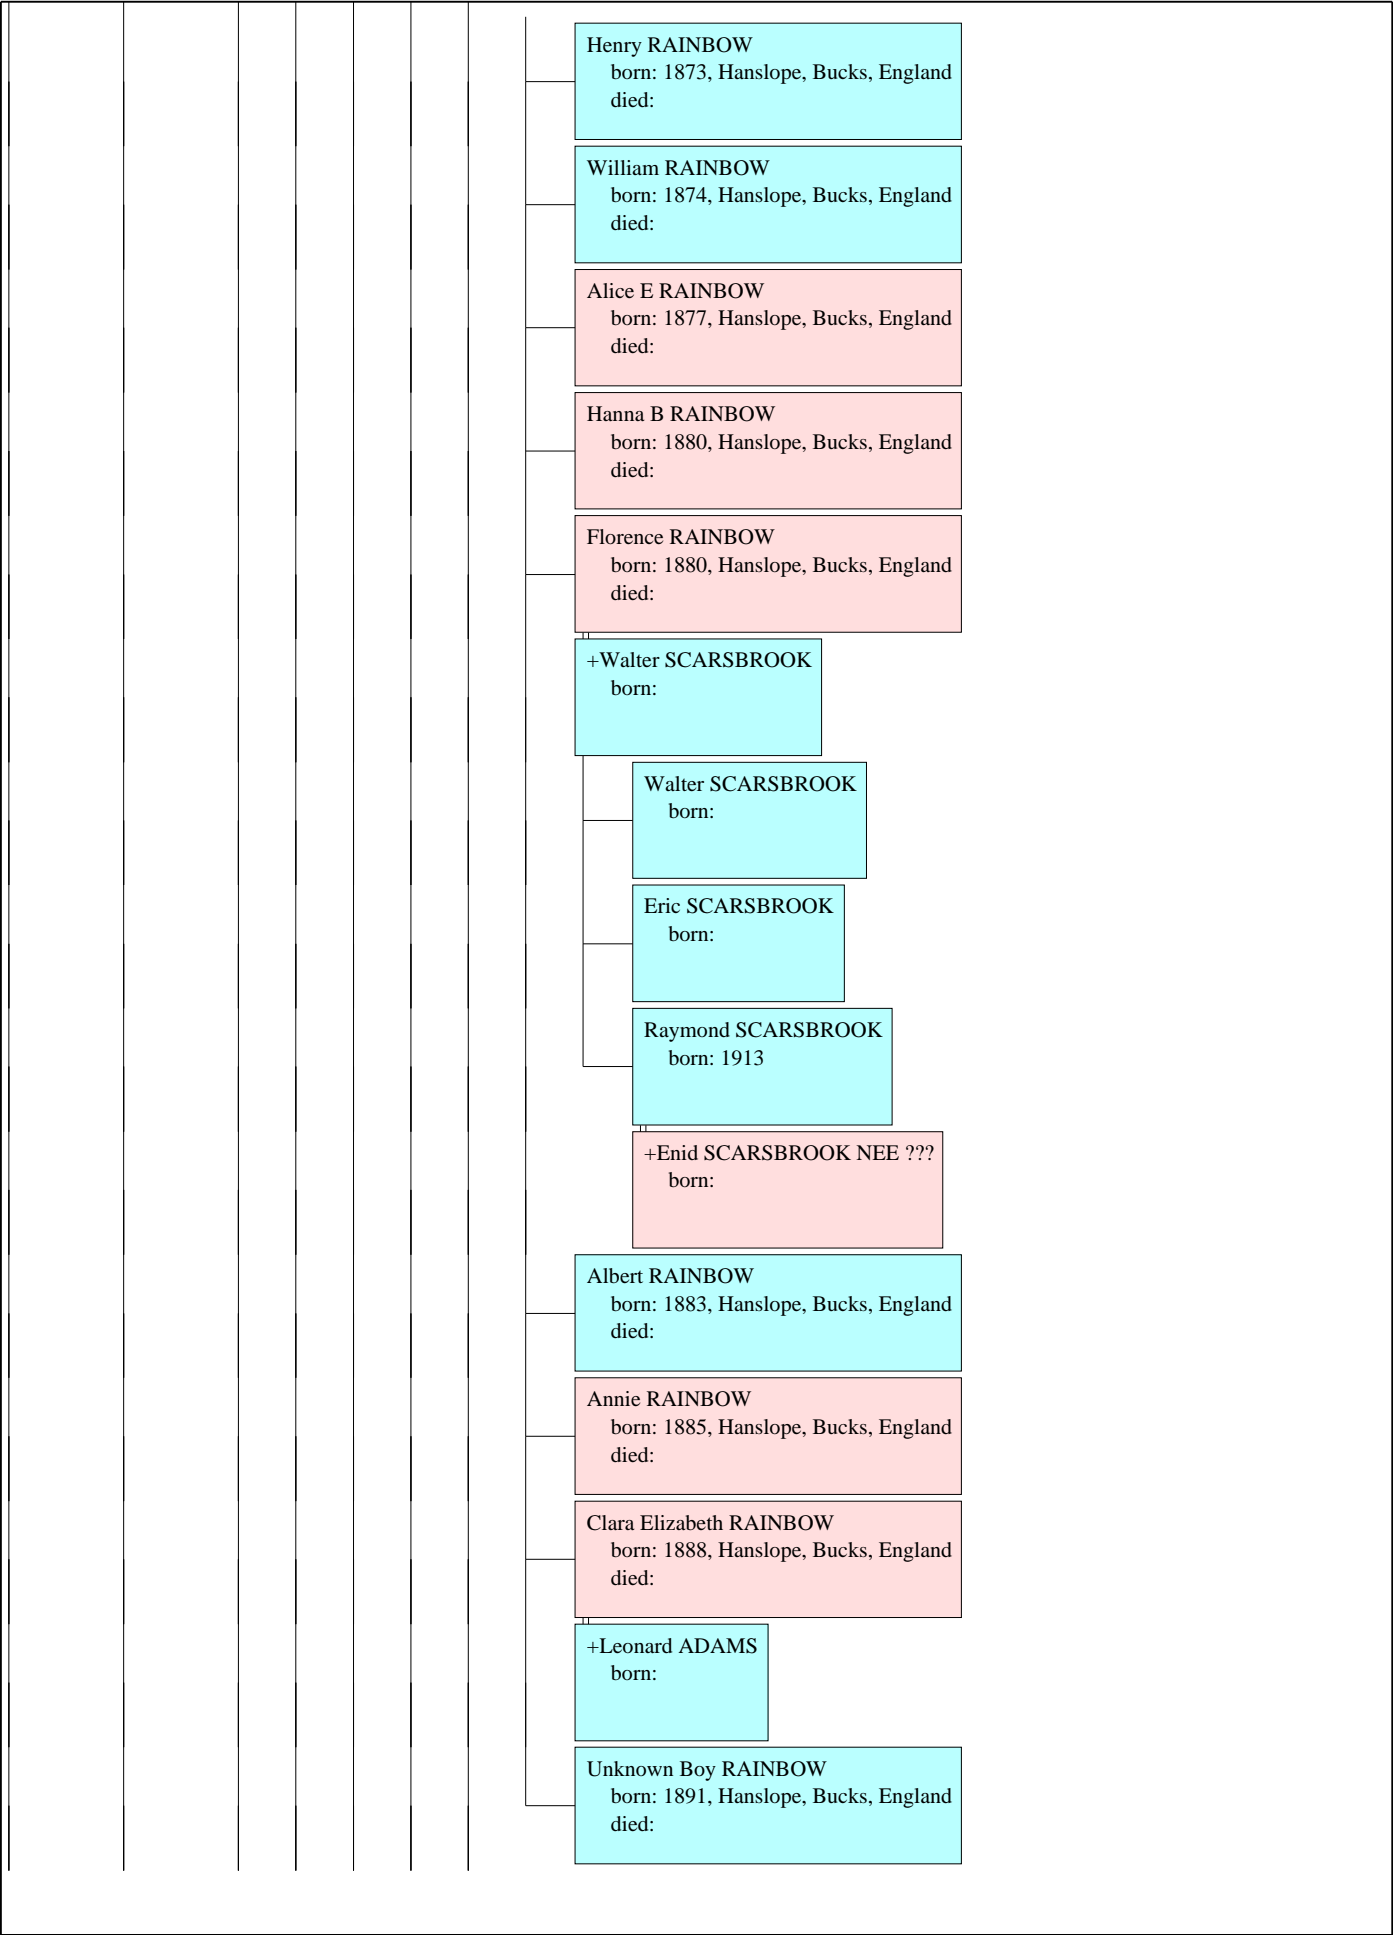 Henry RAINBOW
born: 1873, Hanslope, Bucks, England
died:
William RAINBOW
born: 1874, Hanslope, Bucks, England
died:
Alice E RAINBOW
born: 1877, Hanslope, Bucks, England
died:
Hanna B RAINBOW
born: 1880, Hanslope, Bucks, England
died:
Florence RAINBOW
born: 1880, Hanslope, Bucks, England
died:
+Walter SCARSBROOK
born:
Walter SCARSBROOK
born:
Eric SCARSBROOK
born:
Raymond SCARSBROOK
born: 1913
+Enid SCARSBROOK NEE ???
born:
Albert RAINBOW
born: 1883, Hanslope, Bucks, England
died:
Annie RAINBOW
born: 1885, Hanslope, Bucks, England
died:
Clara Elizabeth RAINBOW
born: 1888, Hanslope, Bucks, England
died:
+Leonard ADAMS
born:
Unknown Boy RAINBOW
born: 1891, Hanslope, Bucks, England
died: